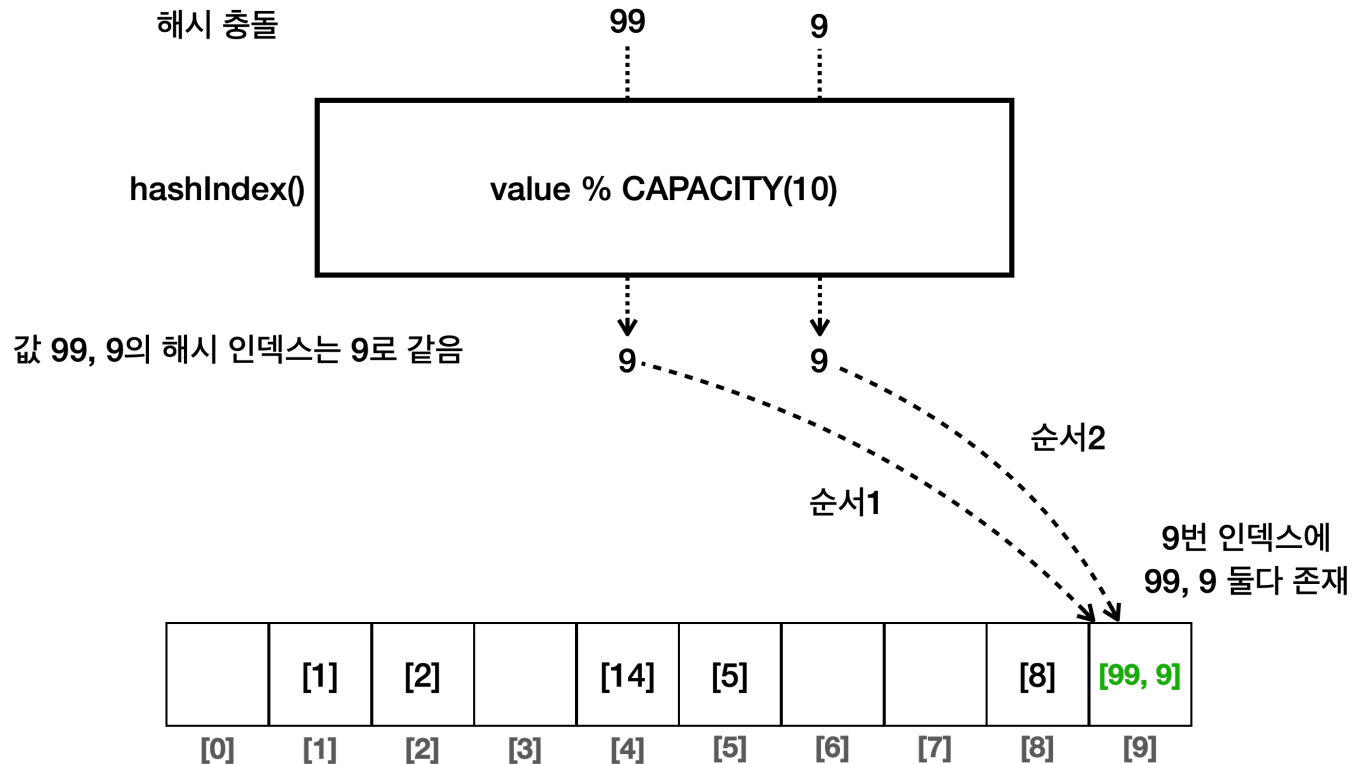 해시 충돌
99
9
hashIndex()
value % CAPACITY(10)
값 99, 9의 해시 인덱스는 9로 같음
9
9
순서2
순서1
9번 인덱스에
99, 9 둘다 존재
[1]
[2]
[14]
[5]
[8]
[99, 9]
[0]
[1]
[2]
[3]
[4]
[5]
[6]
[7]
[8]
[9]